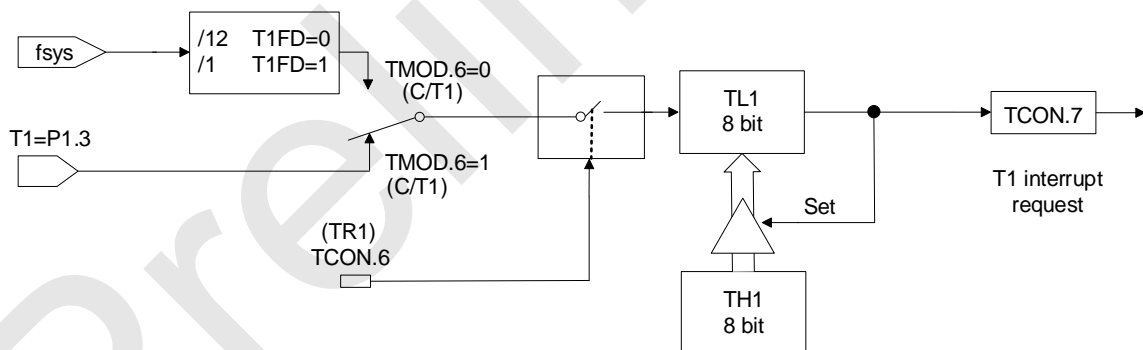 fsys
/12 T1FD=0
/1 T1FD=1
TMOD.6=0
(C/T1)
T1=P1.3
TMOD.6=1
(C/T1)
(TR1)
TCON.6
TL1
8 bit
Set
TH1
8 bit
TCON.7
T1 interrupt
request
Prelim